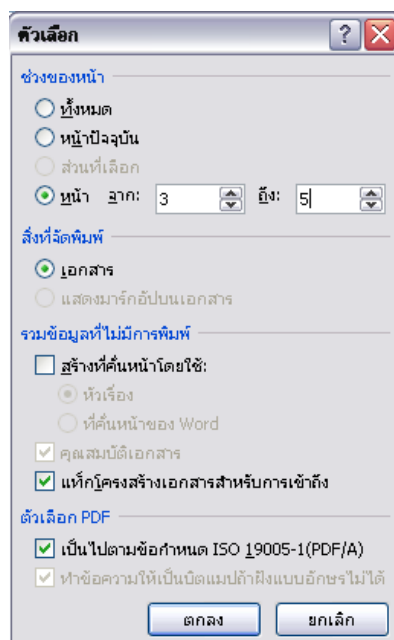 ตัวเลือก
ช่วงของหน้า
ทั้งหมด
หน้าปัจจุบัน
ส่วนที่เลือก
หน้า จาก: 3 ถึง: 5
สิ่งที่จัดพิมพ์
เอกสาร
แสดงมาร์กอัปบนเอกสาร
รวมข้อมูลที่ไม่มีการพิมพ์
สร้างที่คั่นหน้าโดยใช้:
หัวเรื่อง
ที่คั่นหน้าของ Word
คุณสมบัติเอกสาร
แท็กโครงสร้างเอกสารสำหรับการเข้าถึง
ตัวเลือก PDF
เป็นไปตามข้อกำหนด ISO 19005-1(PDF/A)
ทำข้อความให้เป็นบิตแมปถ้าฝังแบบอักษรไม่ได้
ตกลง ยกเลิก